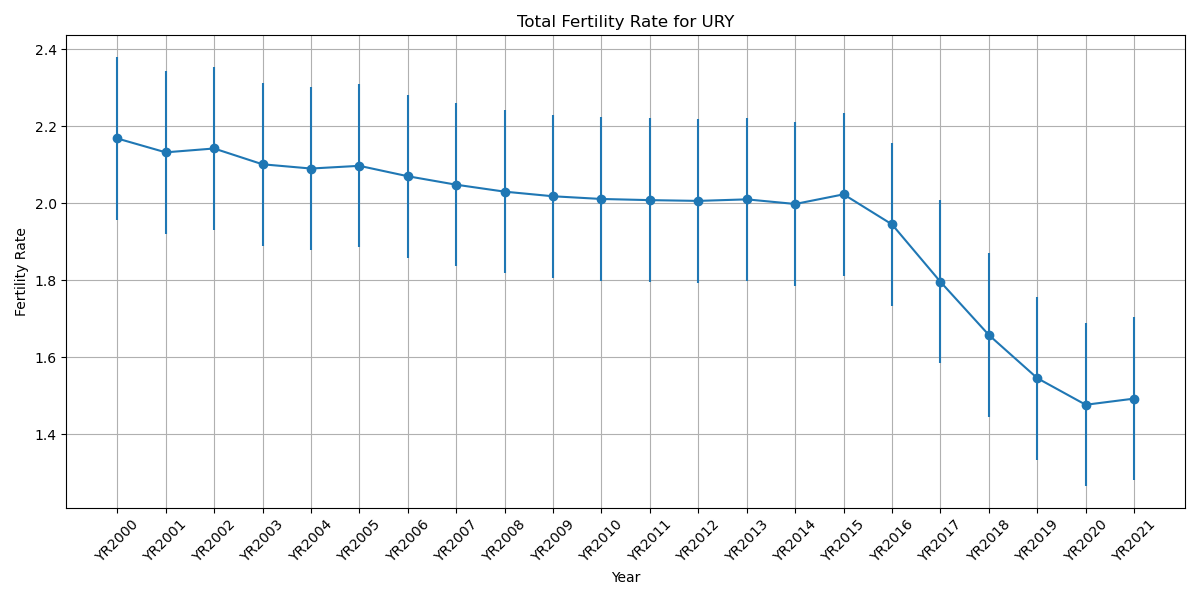 Total Fertility Rate for URY
Fertility Rate
2.4
2.2
2.0
1.8
1.6
1.4
YR2000
YR2001
YR2002
YR2003
YR2004
YR2005
YR2006
YR2007
YR2008
YR2009
YR2010
YR2011
YR2012
YR2013
YR2014
YR2015
YR2016
YR2017
YR2018
YR2019
YR2020
YR2021
Year